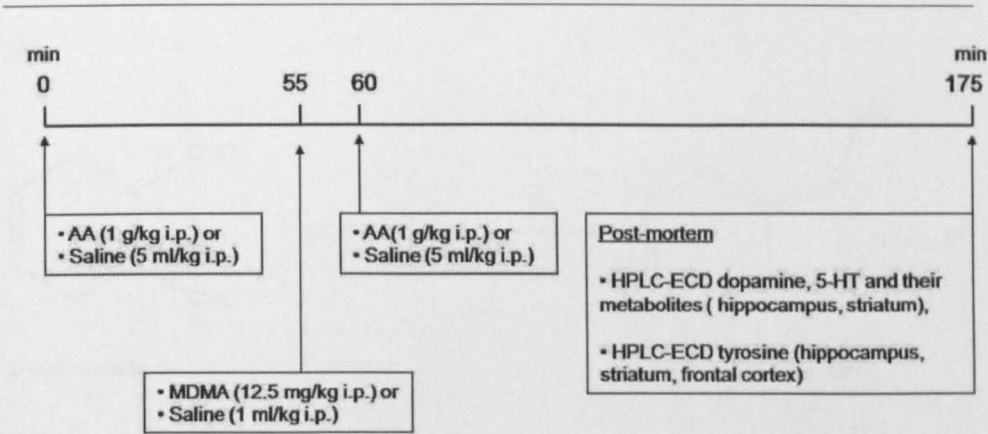 min
min
0
55
60
175
• AA (1 g/kg i.p.) or
• Saline (5 ml/kg i.p.)
• AA(1 g/kg i.p.) or
• Saline (5 ml/kg i.p.)
Post-mortem
• HPLC-ECD dopamine, 5-HT and their
metabolites ( hippocampus, striatum),
• HPLC-ECD tyrosine (hippocampus,
striatum, frontal cortex)
• MDMA (12.5 mg/kg i.p.) or
• Saline (1 ml/kg i.p.)